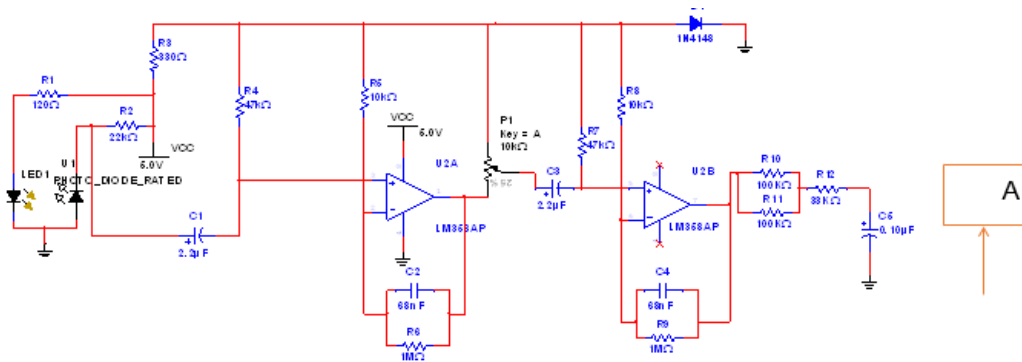 1N4148
R3
330Ω
R1
120Ω
R4
47kΩ
R5
10kΩ
R8
10kΩ
R2
22kΩ
VCC
5.0V
P1
Key = A
10kΩ
R7
47kΩ
VCC
5.0V
U1
PHOTO_DIODE_RATED
LED1
U2A
C3
2.2µF
U2B
R10
100KΩ
R12
R11
100KΩ
A
C1
2.2µF
LM358AP
LM358AP
C5
0.10µF
C2
68nF
C4
68nF
R6
1MΩ
R9
1MΩ